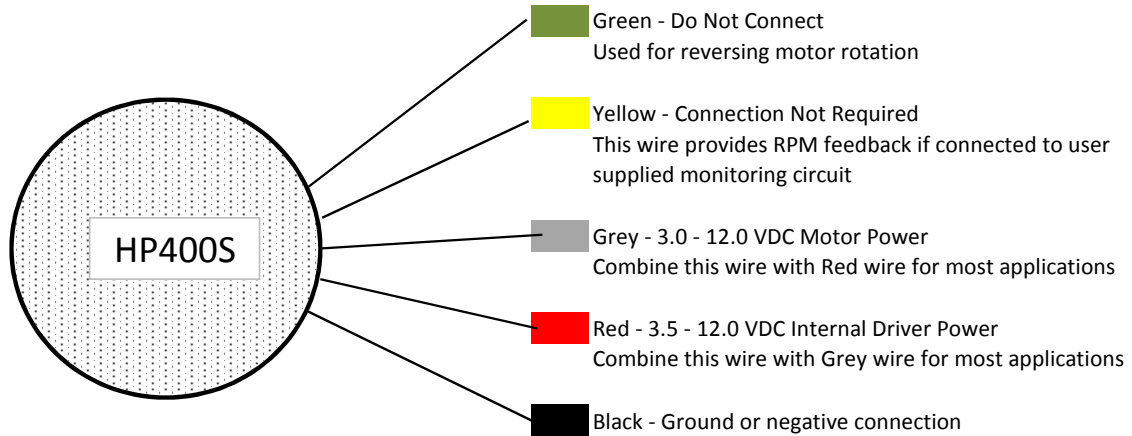 Green - Do Not Connect
Used for reversing motor rotation
Yellow - Connection Not Required
This wire provides RPM feedback if connected to user
supplied monitoring circuit
HP400S
Grey - 3.0 - 12.0 VDC Motor Power
Combine this wire with Red wire for most applications
Red - 3.5 - 12.0 VDC Internal Driver Power
Combine this wire with Grey wire for most applications
Black - Ground or negative connection